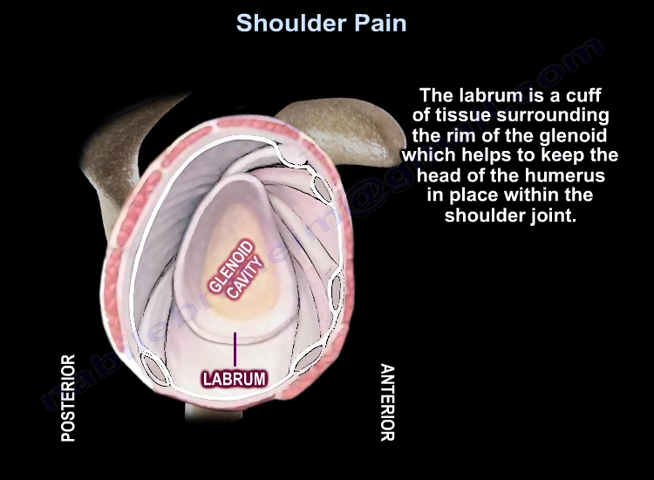 Shoulder Pain
The labrum is a cuff
of tissue surrounding
the rim of the glenoid
which helps to keep the
head of the humerus
in place within the
shoulder joint.
GLENOID
CAVITY
LABRUM
POSTERIOR
ANTERIOR